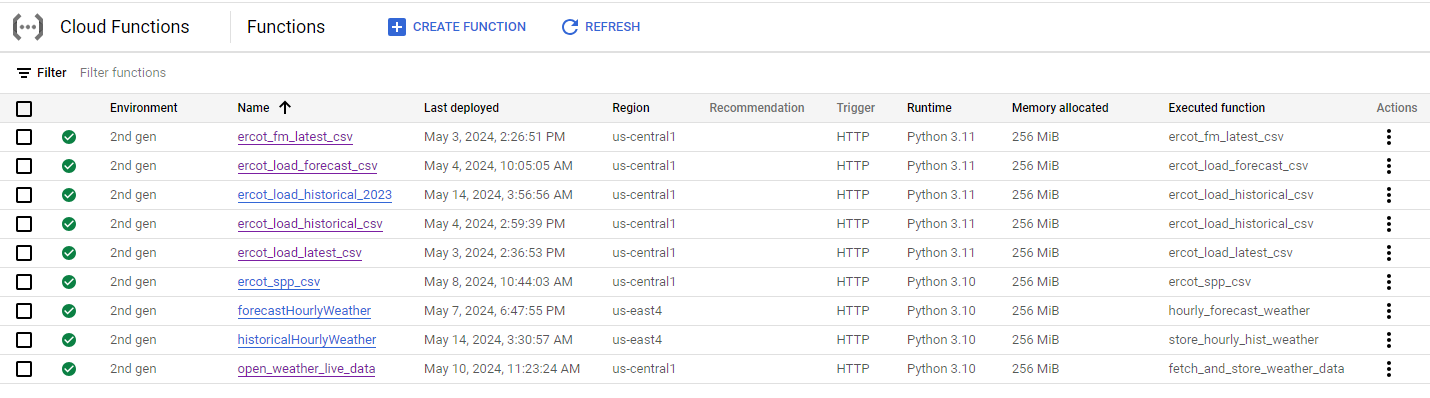 Cloud Functions Functions CREATE FUNCTION REFRESH
Filter Filter functions
Environment Name Last deployed Region Recommendation Trigger Runtime Memory allocated Executed function Actions
2nd gen ercot_fm_latest_csv May 3, 2024, 2:26:51 PM us-central1 HTTP Python 3.11 256 MiB ercot_fm_latest_csv
2nd gen ercot_load_forecast_csv May 4, 2024, 10:05:05 AM us-central1 HTTP Python 3.11 256 MiB ercot_load_forecast_csv
2nd gen ercot_load_historical_2023 May 14, 2024, 3:56:56 AM us-central1 HTTP Python 3.11 256 MiB ercot_load_historical_csv
2nd gen ercot_load_historical_csv May 4, 2024, 2:59:39 PM us-central1 HTTP Python 3.11 256 MiB ercot_load_historical_csv
2nd gen ercot_load_latest_csv May 3, 2024, 2:36:53 PM us-central1 HTTP Python 3.11 256 MiB ercot_load_latest_csv
2nd gen ercot_spp_csv May 8, 2024, 10:44:03 AM us-central1 HTTP Python 3.10 256 MiB ercot_spp_csv
2nd gen forecastHourlyWeather May 7, 2024, 6:47:55 PM us-east4 HTTP Python 3.10 256 MiB hourly_forecast_weather
2nd gen historicalHourlyWeather May 14, 2024, 3:30:57 AM us-east4 HTTP Python 3.10 256 MiB store_hourly_hist_weather
2nd gen open_weather_live_data May 10, 2024, 11:23:24 AM us-central1 HTTP Python 3.10 256 MiB fetch_and_store_weather_data